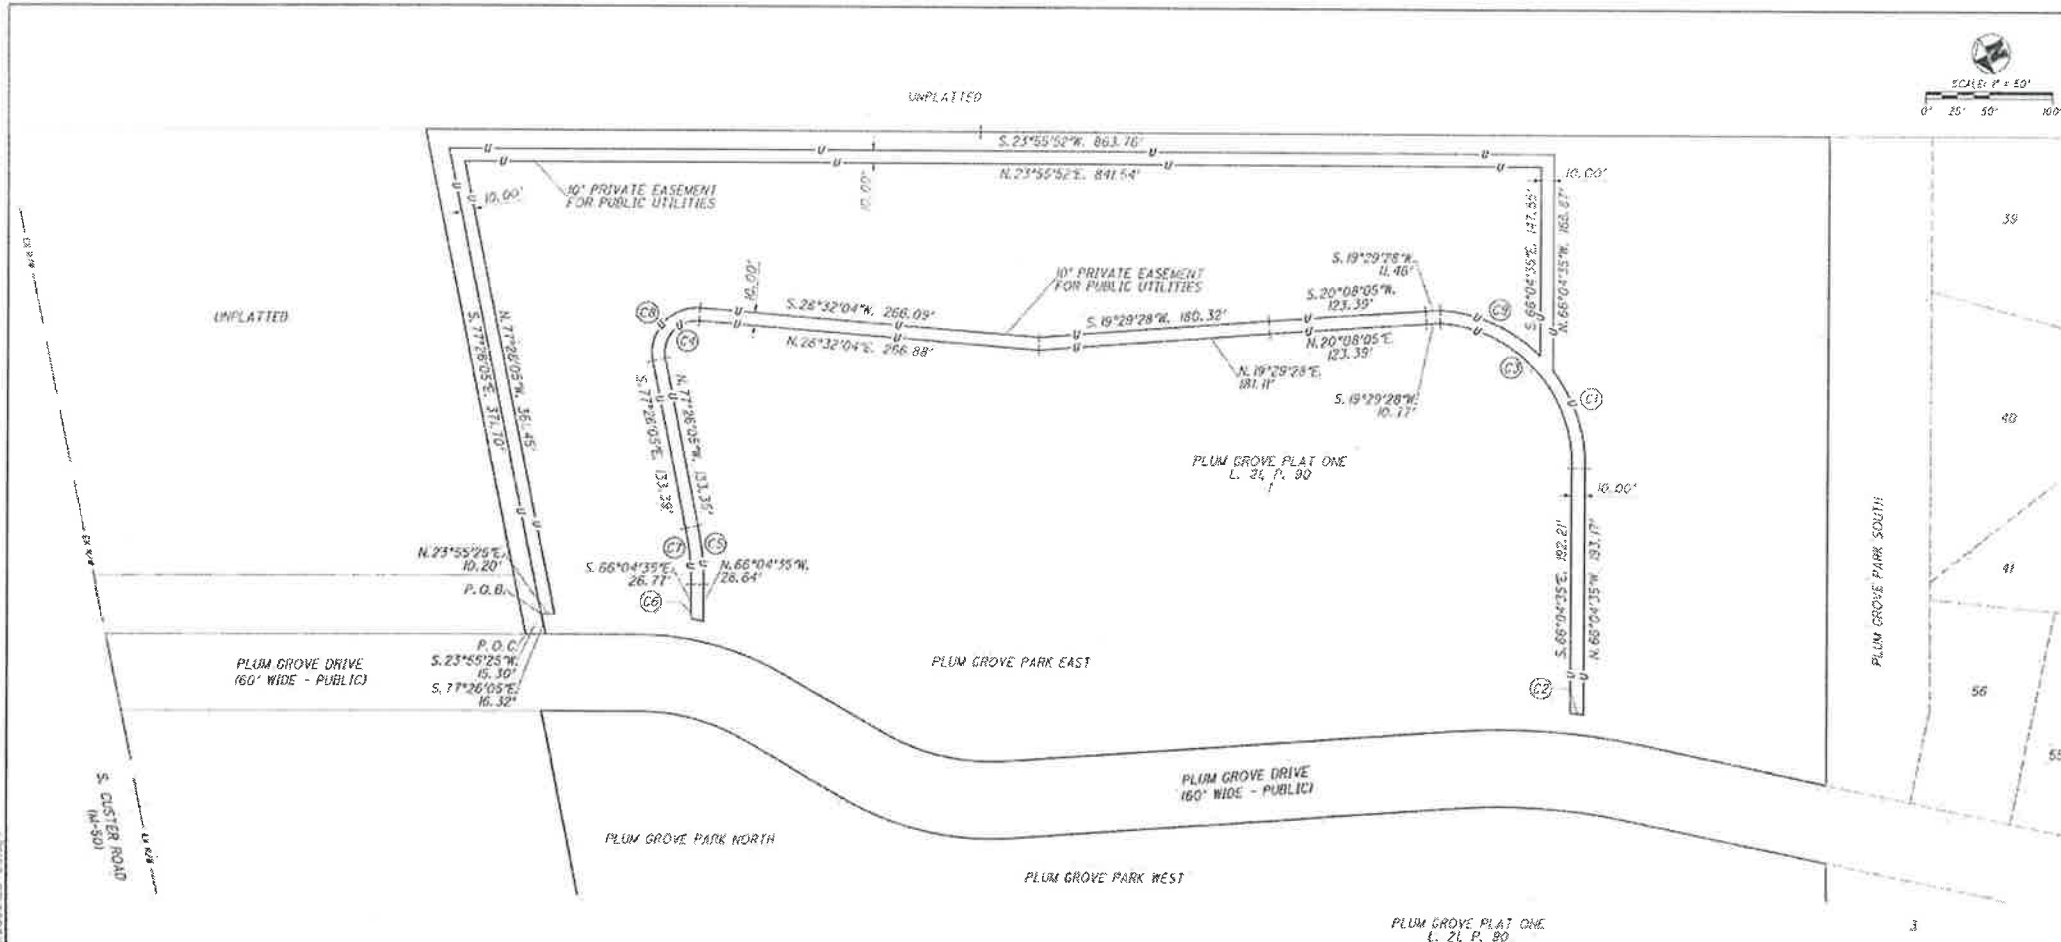 SCALE: 1" = 50'
0' 25' 50' 100'
UNPLATTED
S.23°55'52"W. 863.76'
N.23°55'52"E. 841.54'
10.00'
10' PRIVATE EASEMENT
FOR PUBLIC UTILITIES
10.00'
10.00'
S.66°04'35"E. 147.55'
N.66°04'35"W. 168.87'
39
UNPLATTED
EX R/W
N.77°26'05"W. 361.45'
S.77°26'05"E. 371.70'
C8
C4
10.00'
S.26°32'04"W. 266.09'
N.26°32'04"E. 266.88'
10' PRIVATE EASEMENT
FOR PUBLIC UTILITIES
S.19°29'28"W. 180.32'
N.19°29'28"E.
181.11'
S.20°08'05"W.
123.39'
N.20°08'05"E.
123.39'
S.19°29'28"W.
11.46'
S.19°29'28"W.
10.77'
C9
C3
C1
40
S.77°26'05"E. 133.39'
N.77°26'05"W. 133.35'
PLUM GROVE PLAT ONE
L. 21, P. 90
1
10.00'
PLUM GROVE PARK SOUTH
41
EX R/W
N.23°55'25"E.
10.20'
P.O.B.
C7
C5
S.66°04'35"E.
26.77'
N.66°04'35"W.
28.64'
C6
S.66°04'35"E. 192.21'
N.66°04'35"W. 193.17'
C2
56
55
P.O.C.
S.23°55'25"W.
15.30'
S.77°26'05"E.
16.32'
PLUM GROVE DRIVE
(60' WIDE - PUBLIC)
PLUM GROVE PARK EAST
S. CUSTER ROAD
(M-50)
EX R/W
PLUM GROVE DRIVE
(60' WIDE - PUBLIC)
PLUM GROVE PARK NORTH
PLUM GROVE PARK WEST
PLUM GROVE PLAT ONE
L. 21, P. 90
3